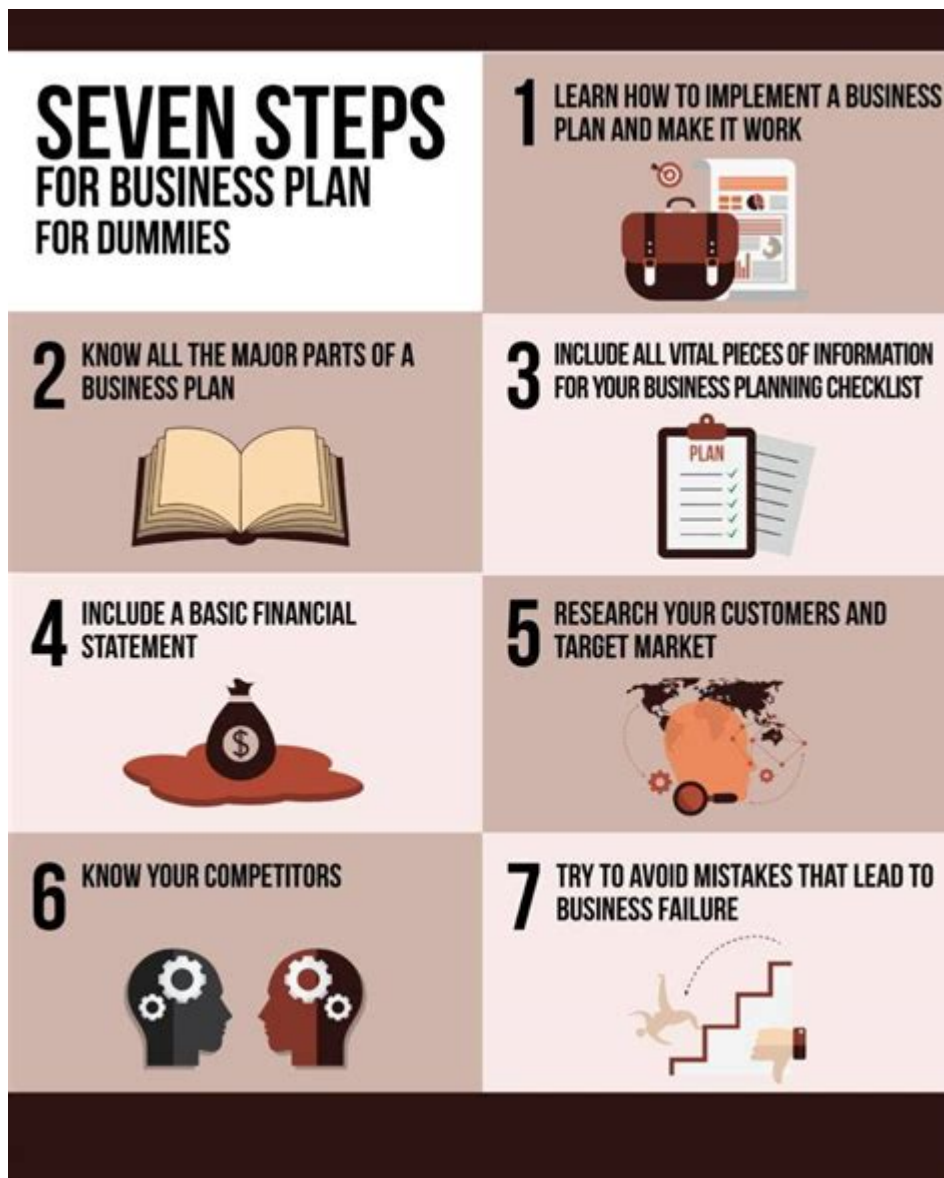 SEVEN STEPS
FOR BUSINESS PLAN
FOR DUMMIES
1
LEARN HOW TO IMPLEMENT A BUSINESS
PLAN AND MAKE IT WORK
2
KNOW ALL THE MAJOR PARTS OF A
BUSINESS PLAN
3
INCLUDE ALL VITAL PIECES OF INFORMATION
FOR YOUR BUSINESS PLANNING CHECKLIST
PLAN
4
INCLUDE A BASIC FINANCIAL
STATEMENT
$
5
RESEARCH YOUR CUSTOMERS AND
TARGET MARKET
6
KNOW YOUR COMPETITORS
7
TRY TO AVOID MISTAKES THAT LEAD TO
BUSINESS FAILURE